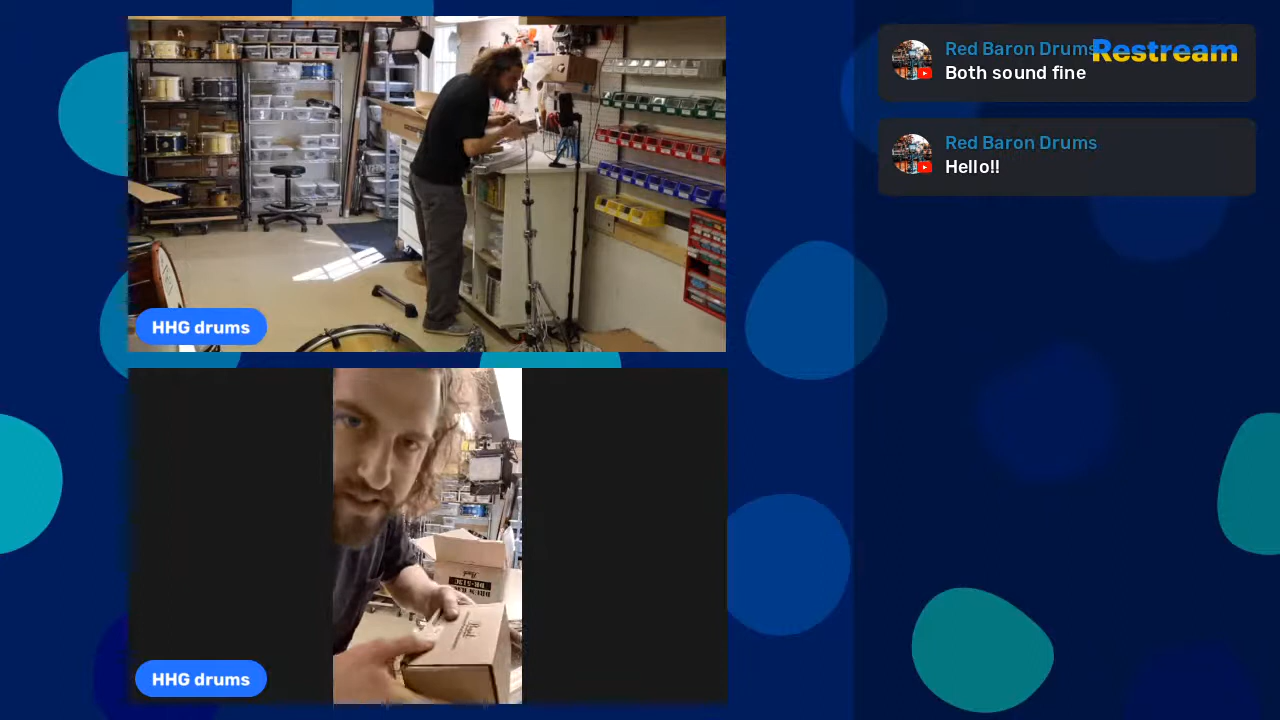 Red Baron Drums
Restream
Both sound fine
Red Baron Drums
Hello!!
HHG drums
HHG drums